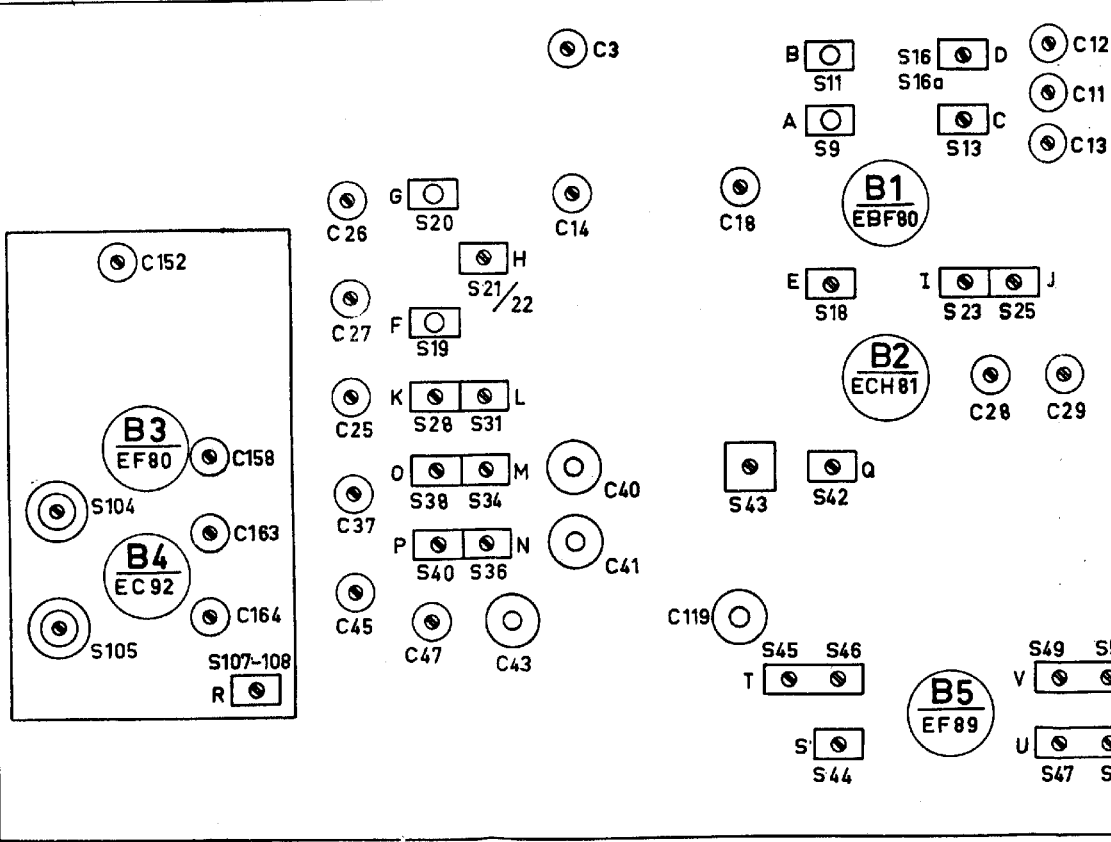 C3
B
S11
S16
S16a
D
C12
C11
A
S9
C
S13
C13
C26
G
S20
C14
C18
B1
EBF80
C152
H
S21/22
C27
F
S19
E
S18
I
J
S23
S25
B2
ECH81
C28
C29
C25
K
L
S28
S31
B3
EF80
C158
S104
O
M
S38
S34
C40
S43
Q
S42
C37
C163
B4
EC92
P
N
S40
S36
C41
C45
C164
S105
C47
C43
C119
S107-108
R
S45
S46
T
S49
V
B5
EF89
S
S44
U
S47